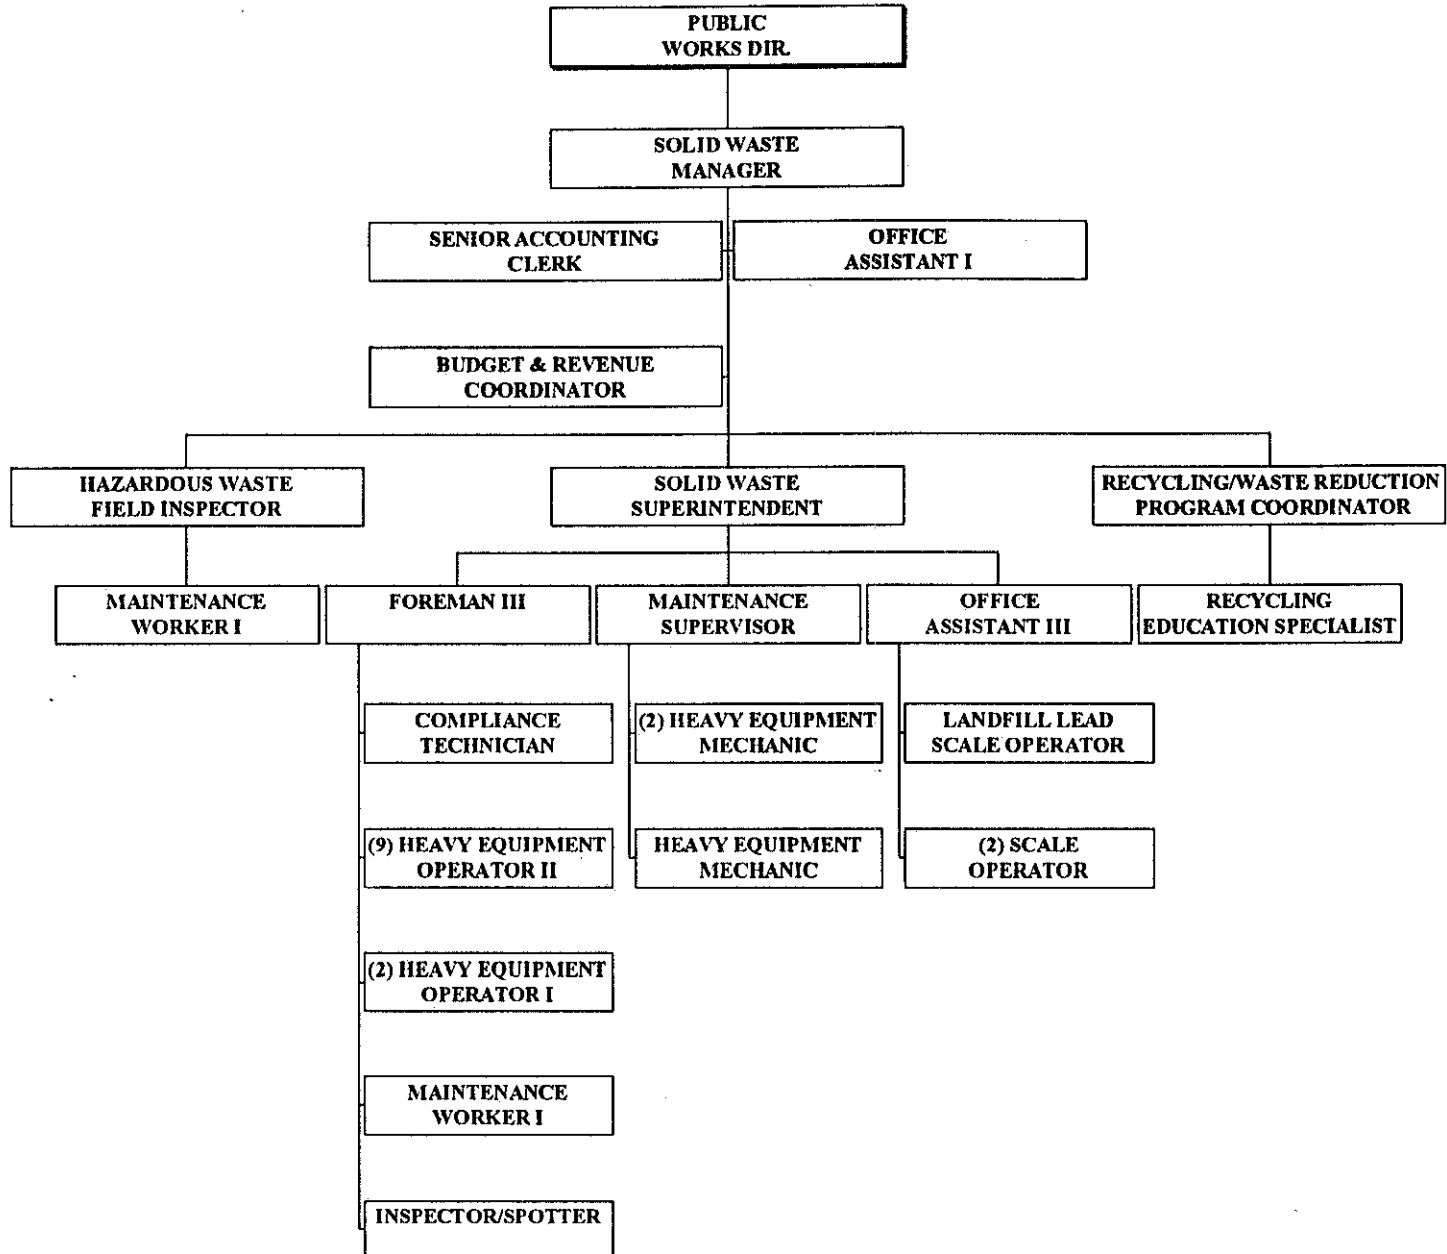 PUBLIC
WORKS DIR.
SOLID WASTE
MANAGER
SENIOR ACCOUNTING
CLERK
OFFICE
ASSISTANT I
BUDGET & REVENUE
COORDINATOR
HAZARDOUS WASTE
FIELD INSPECTOR
SOLID WASTE
SUPERINTENDENT
RECYCLING/WASTE REDUCTION
PROGRAM COORDINATOR
MAINTENANCE
WORKER I
FOREMAN III
MAINTENANCE
SUPERVISOR
OFFICE
ASSISTANT III
RECYCLING
EDUCATION SPECIALIST
COMPLIANCE
TECHNICIAN
(2) HEAVY EQUIPMENT
MECHANIC
LANDFILL LEAD
SCALE OPERATOR
(9) HEAVY EQUIPMENT
OPERATOR II
HEAVY EQUIPMENT
MECHANIC
(2) SCALE
OPERATOR
(2) HEAVY EQUIPMENT
OPERATOR I
MAINTENANCE
WORKER I
INSPECTOR/SPOTTER